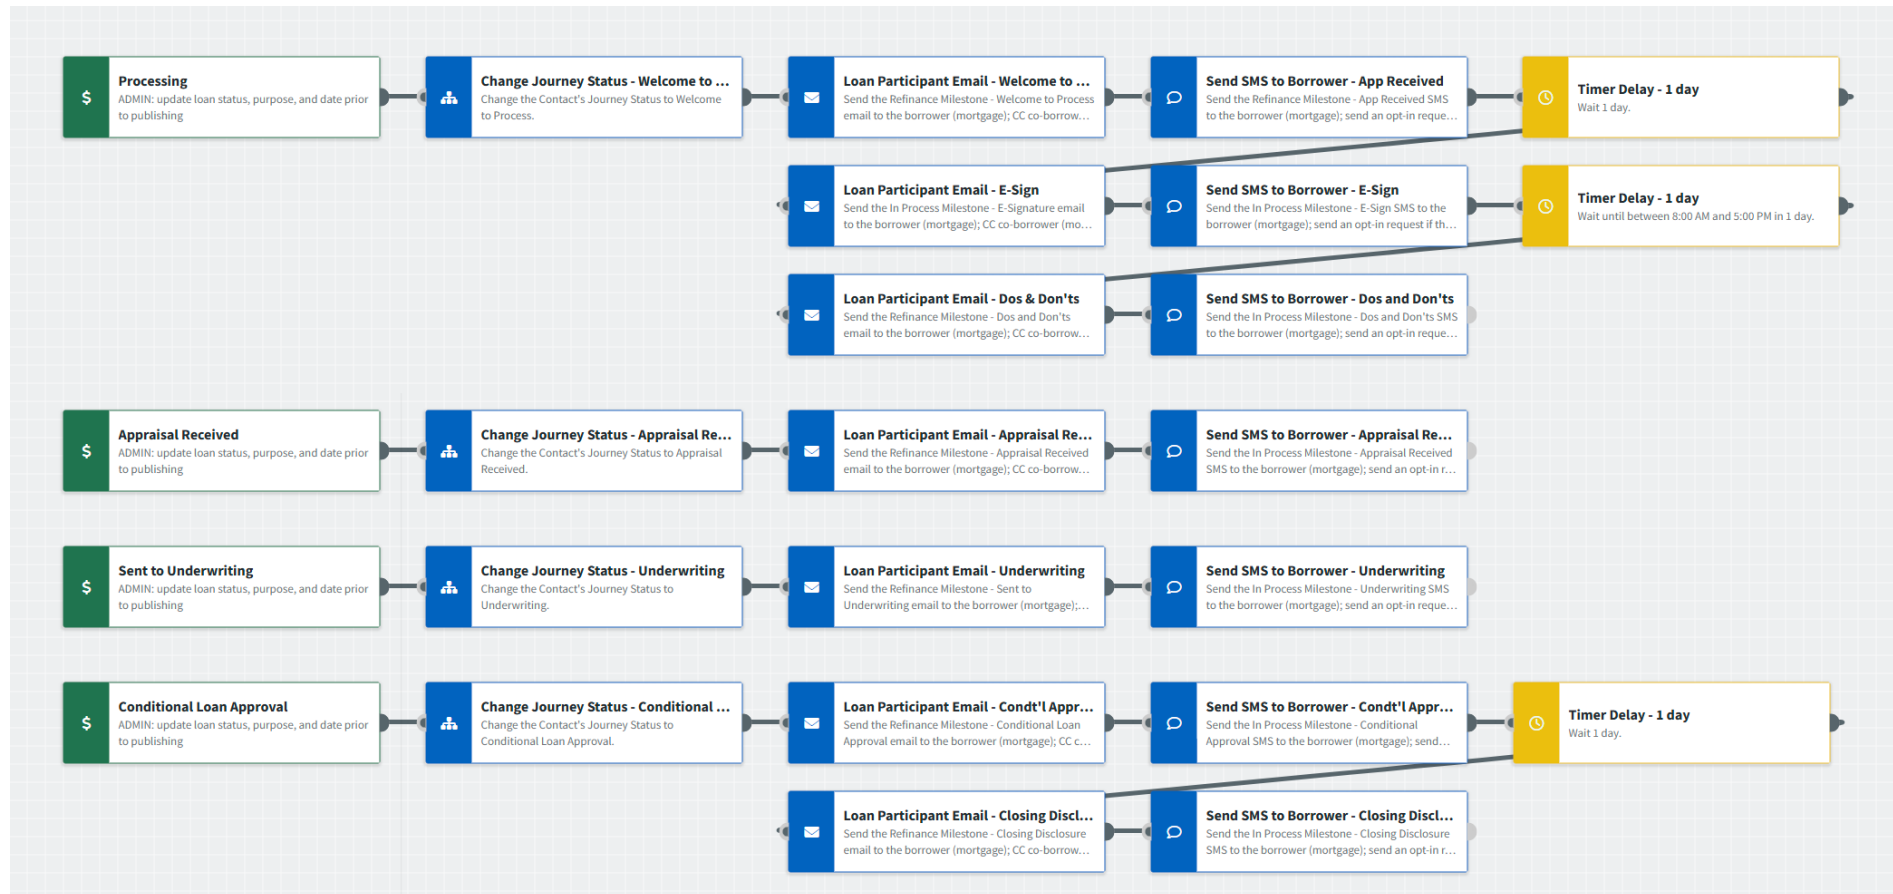 Processing
ADMIN: update loan status, purpose, and date prior
to publishing
Change Journey Status - Welcome to ...
Change the Contact's Journey Status to Welcome
to Process.
Loan Participant Email - Welcome to ...
Send the Refinance Milestone - Welcome to Process
email to the borrower (mortgage); CC co-borrow...
Send SMS to Borrower - App Received
Send the Refinance Milestone - App Received SMS
to the borrower (mortgage); send an opt-in reque...
Timer Delay - 1 day
Wait 1 day.
Loan Participant Email - E-Sign
Send the In Process Milestone - E-Signature email
to the borrower (mortgage); CC co-borrower (mo...
Send SMS to Borrower - E-Sign
Send the In Process Milestone - E-Sign SMS to the
borrower (mortgage); send an opt-in request if th...
Timer Delay - 1 day
Wait until between 8:00 AM and 5:00 PM in 1 day.
Loan Participant Email - Dos & Don'ts
Send the Refinance Milestone - Dos and Don'ts
email to the borrower (mortgage); CC co-borrow...
Send SMS to Borrower - Dos and Don'ts
Send the In Process Milestone - Dos and Don'ts SMS
to the borrower (mortgage); send an opt-in reque...
Appraisal Received
ADMIN: update loan status, purpose, and date prior
to publishing
Change Journey Status - Appraisal Re...
Change the Contact's Journey Status to Appraisal
Received.
Loan Participant Email - Appraisal Re...
Send the Refinance Milestone - Appraisal Received
email to the borrower (mortgage); CC co-borrow...
Send SMS to Borrower - Appraisal Re...
Send the In Process Milestone - Appraisal Received
SMS to the borrower (mortgage); send an opt-in r...
Sent to Underwriting
ADMIN: update loan status, purpose, and date prior
to publishing
Change Journey Status - Underwriting
Change the Contact's Journey Status to
Underwriting.
Loan Participant Email - Underwriting
Send the Refinance Milestone - Sent to
Underwriting email to the borrower (mortgage);...
Send SMS to Borrower - Underwriting
Send the In Process Milestone - Underwriting SMS
to the borrower (mortgage); send an opt-in reque...
Conditional Loan Approval
ADMIN: update loan status, purpose, and date prior
to publishing
Change Journey Status - Conditional ...
Change the Contact's Journey Status to
Conditional Loan Approval.
Loan Participant Email - Condt'l Appr...
Send the Refinance Milestone - Conditional Loan
Approval email to the borrower (mortgage); CC c...
Send SMS to Borrower - Condt'l Appr...
Send the In Process Milestone - Conditional
Approval SMS to the borrower (mortgage); send...
Timer Delay - 1 day
Wait 1 day.
Loan Participant Email - Closing Discl...
Send the Refinance Milestone - Closing Disclosure
email to the borrower (mortgage); CC co-borrow...
Send SMS to Borrower - Closing Discl...
Send the In Process Milestone - Closing Disclosure
SMS to the borrower (mortgage); send an opt-in r...